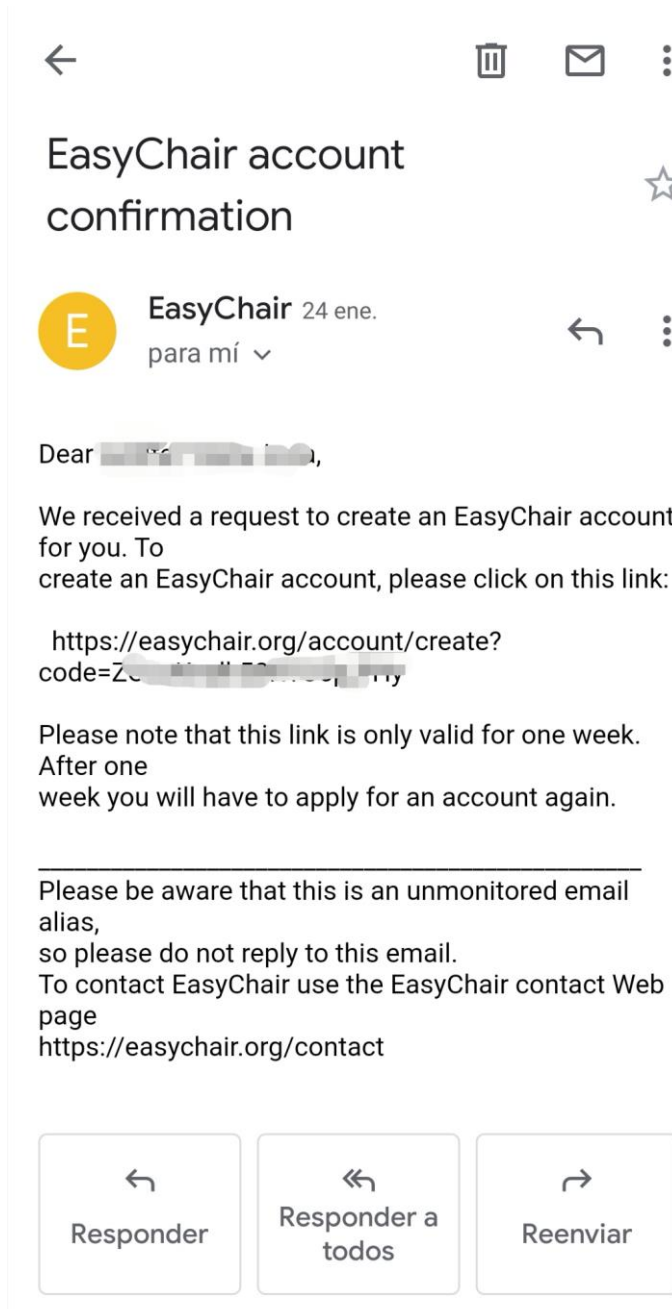 EasyChair account
confirmation
E
EasyChair 24 ene.
para mí
Dear
We received a request to create an EasyChair account
for you. To
create an EasyChair account, please click on this link:
https://easychair.org/account/create?
code=
Please note that this link is only valid for one week.
After one
week you will have to apply for an account again.
Please be aware that this is an unmonitored email
alias,
so please do not reply to this email.
To contact EasyChair use the EasyChair contact Web
page
https://easychair.org/contact
Responder
Responder a
todos
Reenviar